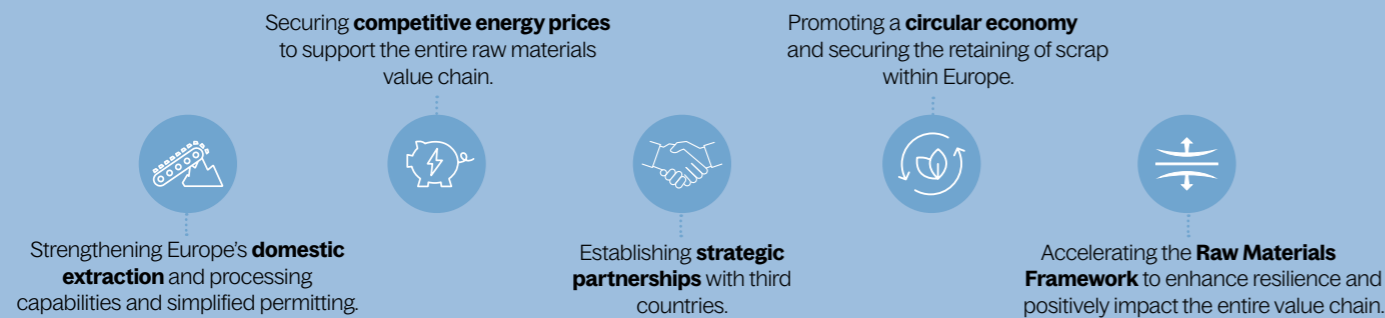 Securing competitive energy prices
to support the entire raw materials
value chain.
Promoting a circular economy
and securing the retaining of scrap
within Europe.
Strengthening Europe’s domestic
extraction and processing
capabilities and simplified permitting.
Establishing strategic
partnerships with third
countries.
Accelerating the Raw Materials
Framework to enhance resilience and
positively impact the entire value chain.